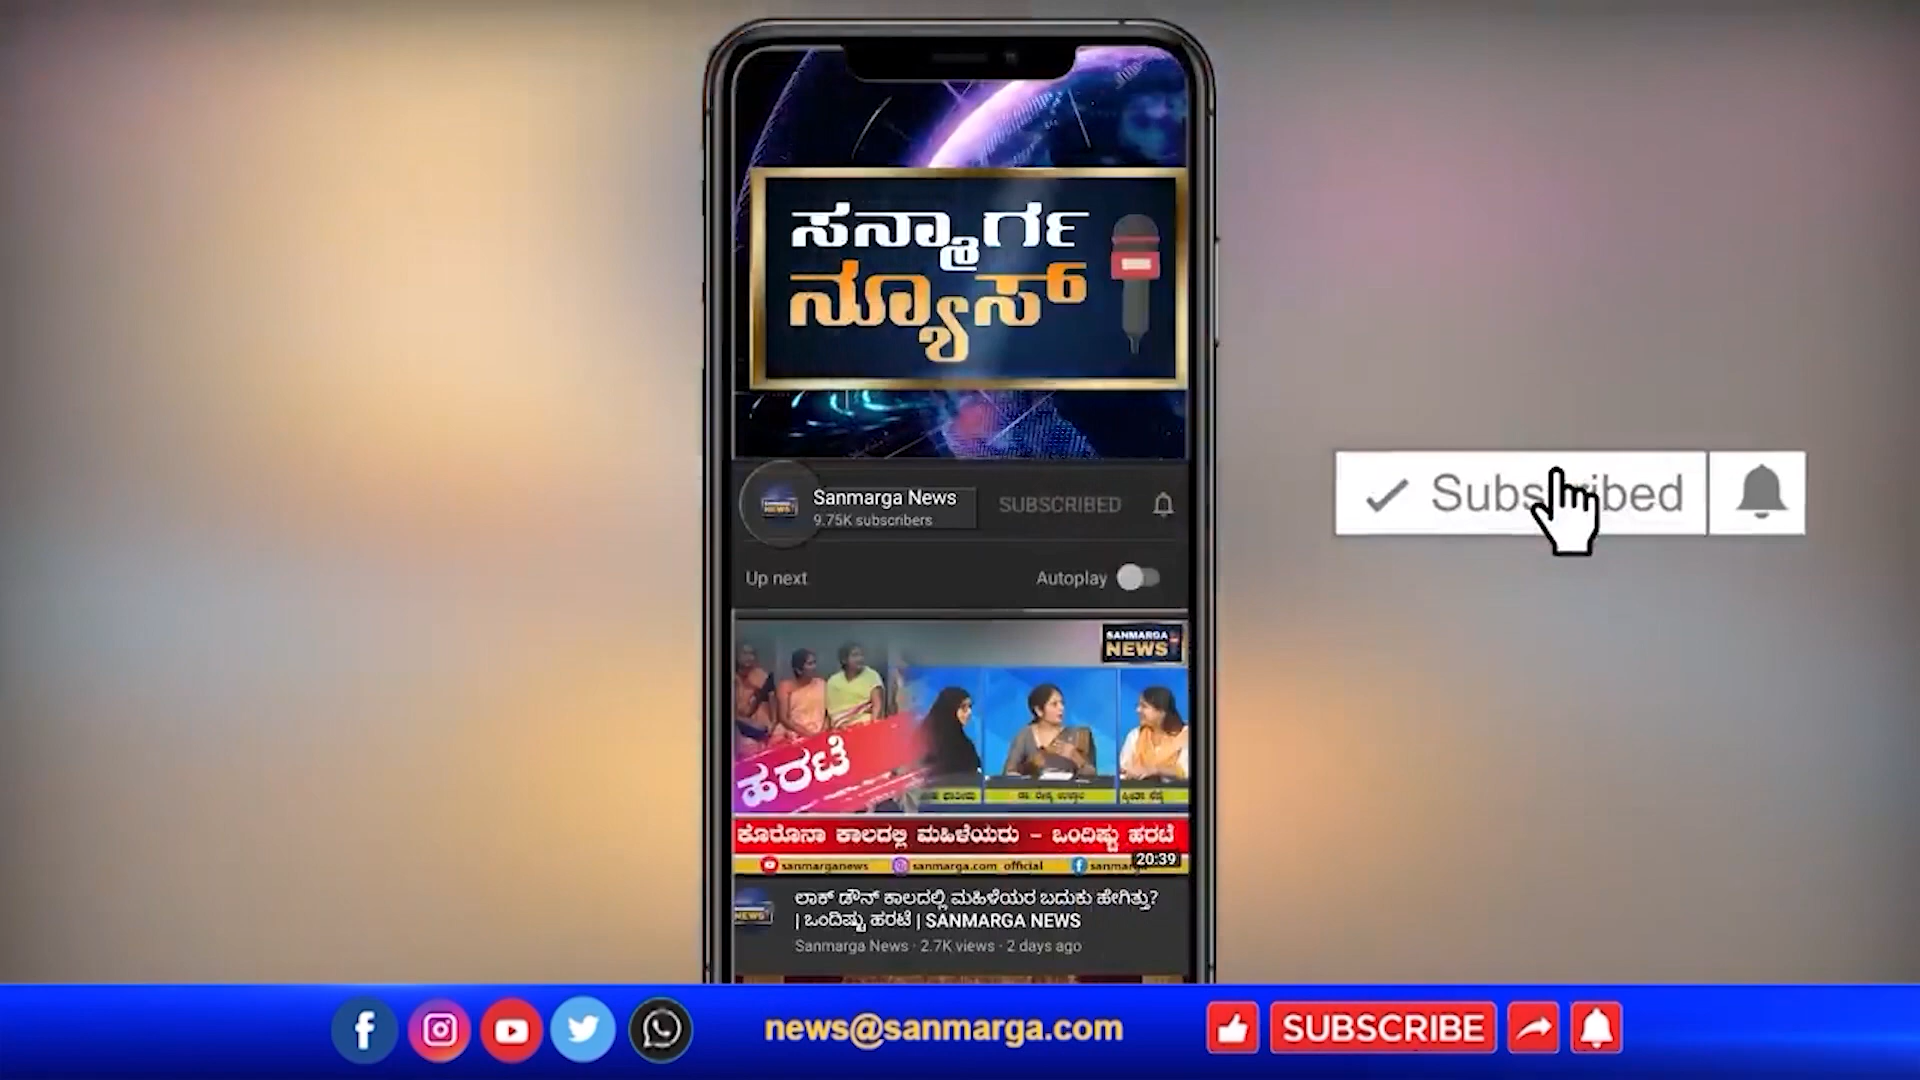 ಸನ್ಮಾರ್ಗ
ನ್ಯೂಸ್
Sanmarga News
9.75K subscribers
SUBSCRIBED
Subscribed
Up next
Autoplay
SANMARGA
NEWS
ಹರಟೆ
ಕೊರೊನಾ ಕಾಲದಲ್ಲಿ ಮಹಿಳೆಯರು - ಒಂದಿಷ್ಟು ಹರಟೆ
sanmarganews
sanmarga.com_official
20:39
ಲಾಕ್ ಡೌನ್ ಕಾಲದಲ್ಲಿ ಮಹಿಳೆಯರ ಬದುಕು ಹೇಗಿತ್ತು?
| ಒಂದಿಷ್ಟು ಹರಟೆ | SANMARGA NEWS
Sanmarga News · 2.7K views · 2 days ago
news@sanmarga.com
SUBSCRIBE